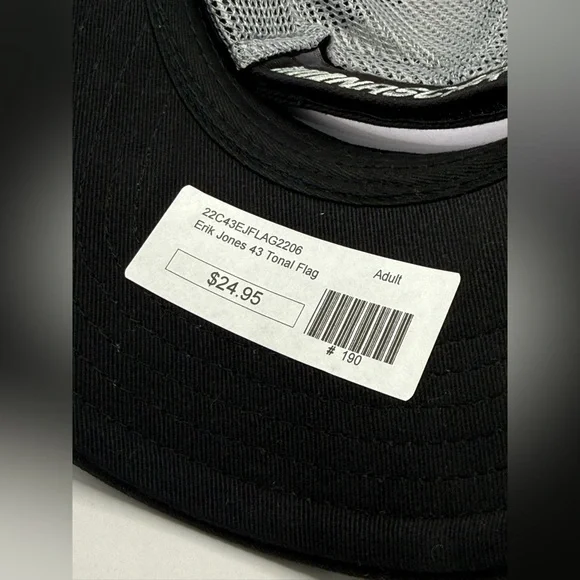 22C43EJFLAG2206
Erik Jones 43 Tonal Flag
Adult
$24.95
# 190